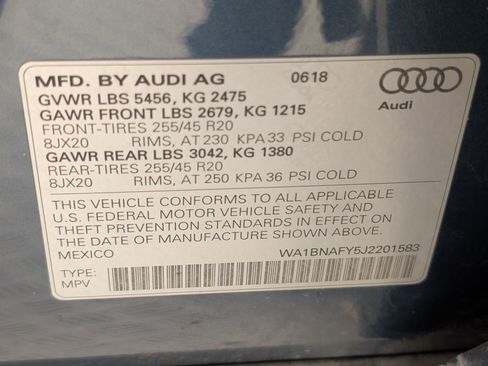 MFD. BY AUDI AG 0618
GVWR LBS 5456, KG 2475
GAWR FRONT LBS 2679, KG 1215
FRONT-TIRES 255/45 R20
8JX20 RIMS, AT 230 KPA 33 PSI COLD
GAWR REAR LBS 3042, KG 1380
REAR-TIRES 255/45 R20
8JX20 RIMS, AT 250 KPA 36 PSI COLD
Audi
THIS VEHICLE CONFORMS TO ALL APPLICABLE
U.S. FEDERAL MOTOR VEHICLE SAFETY AND
THEFT PREVENTION STANDARDS IN EFFECT ON
THE DATE OF MANUFACTURE SHOWN ABOVE.
MEXICO WA1BNAFY5J2201583
TYPE:
MPV